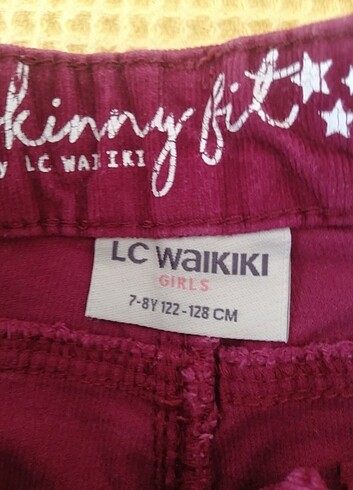 kinny fit
y LC WAIKIKI
LC WAIKIKI
GIRLS
7-8Y 122-128 CM